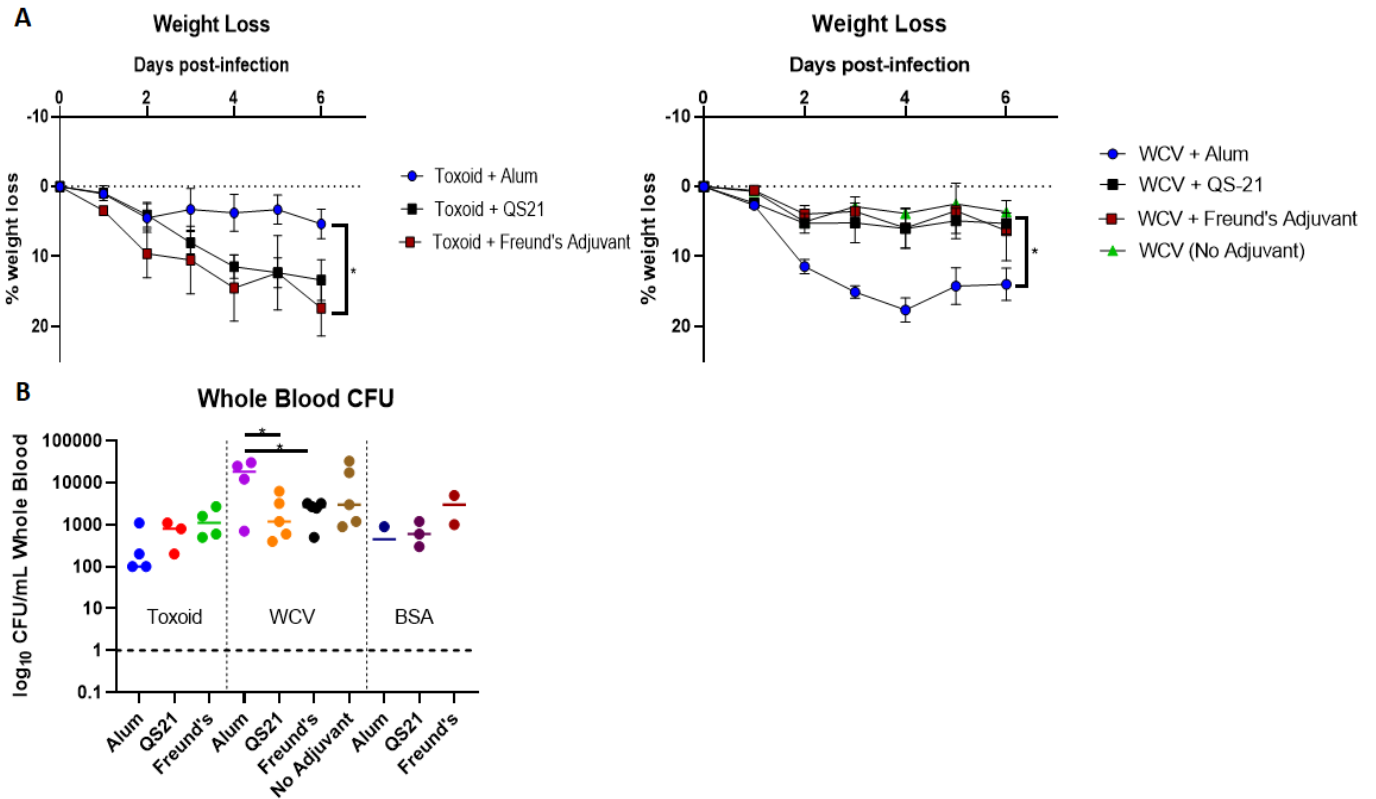 A
Weight Loss
Days post-infection
0 2 4 6
-10
0
10
20
% weight loss
Toxoid + Alum
Toxoid + QS21
Toxoid + Freund's Adjuvant
*
Weight Loss
Days post-infection
0 2 4 6
-10
0
10
20
% weight loss
WCV + Alum
WCV + QS-21
WCV + Freund's Adjuvant
WCV (No Adjuvant)
*
B
Whole Blood CFU
log10 CFU/mL Whole Blood
100000
10000
1000
100
10
1
0.1
*
*
Toxoid WCV BSA
Alum
QS21
Freund's
Alum
QS21
Freund's
No Adjuvant
Alum
QS21
Freund's